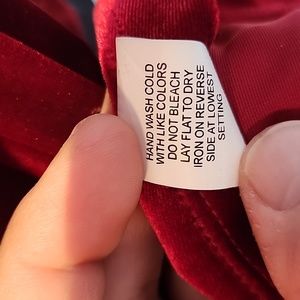 HAND WASH COLD
WITH LIKE COLORS
DO NOT BLEACH
LAY FLAT TO DRY
IRON ON REVERSE
SIDE AT LOWEST
SETTING